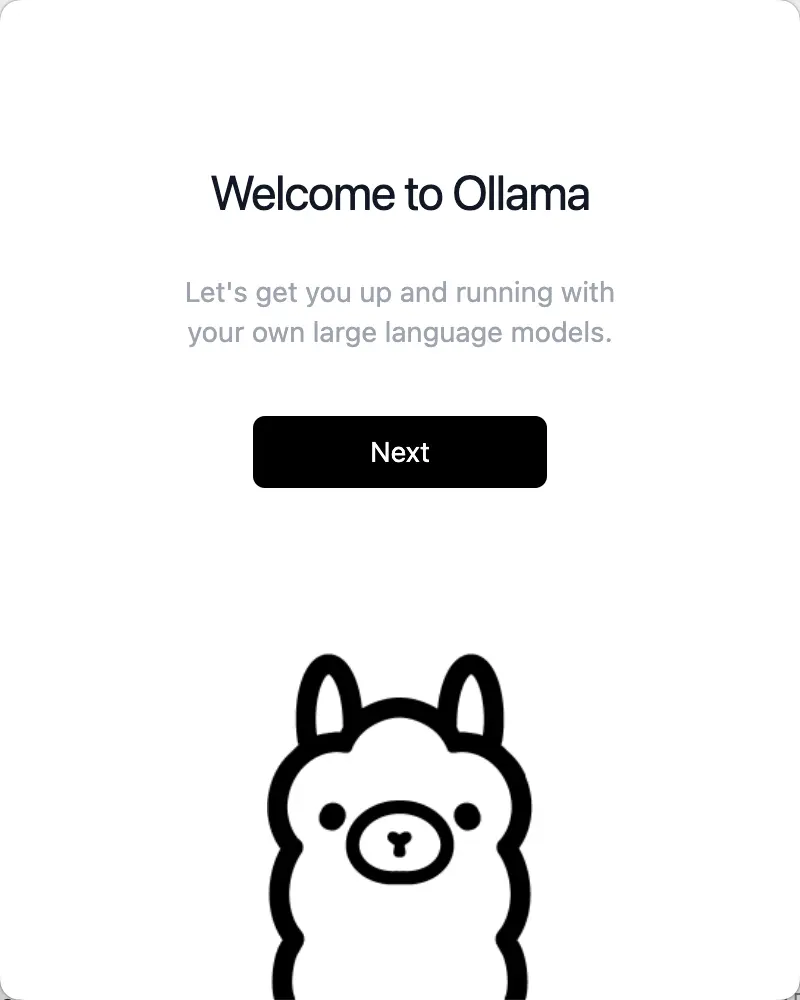 Welcome to Ollama
Let's get you up and running with
your own large language models.
Next